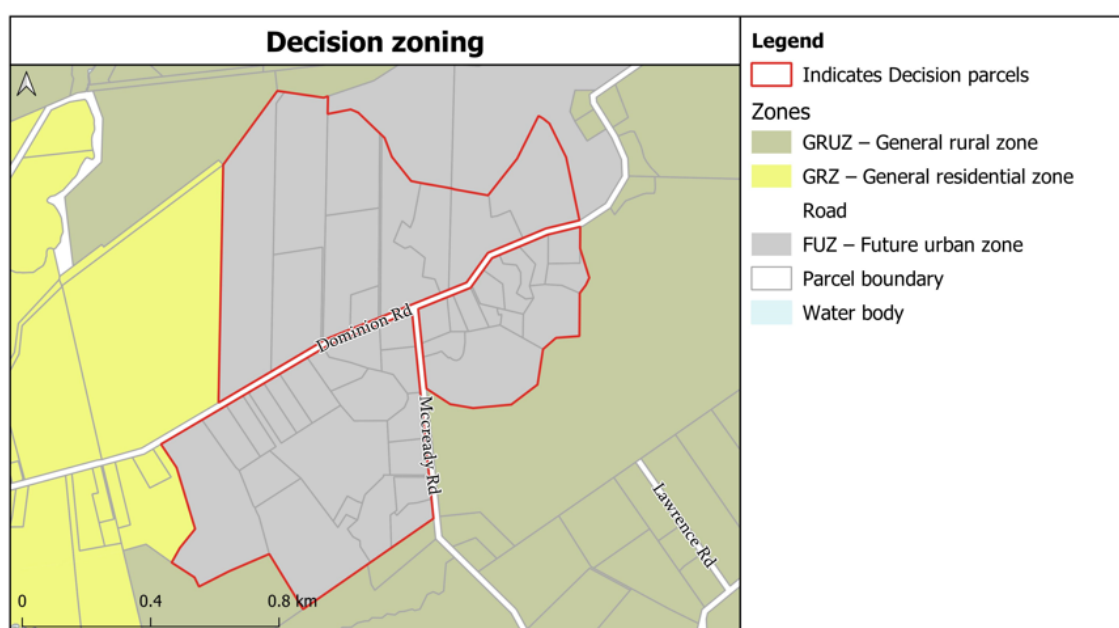 Decision zoning
Legend
Indicates Decision parcels
Zones
GRUZ – General rural zone
GRZ – General residential zone
Road
FUZ – Future urban zone
Parcel boundary
Water body
Dominion Rd
Mccready Rd
Lawrence Rd
0 0.4 0.8 km